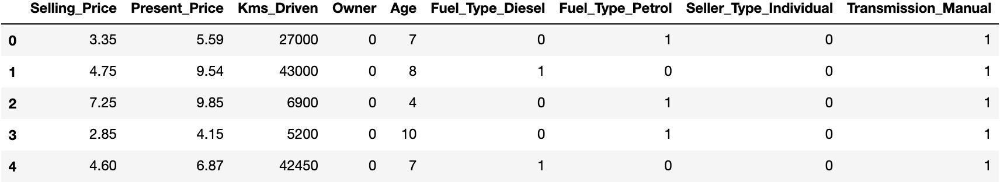 Selling_Price Present_Price Kms_Driven Owner Age Fuel_Type_Diesel Fuel_Type_Petrol Seller_Type_Individual Transmission_Manual
0 3.35 5.59 27000 0 7 0 1 0 1
1 4.75 9.54 43000 0 8 1 0 0 1
2 7.25 9.85 6900 0 4 0 1 0 1
3 2.85 4.15 5200 0 10 0 1 0 1
4 4.60 6.87 42450 0 7 1 0 0 1